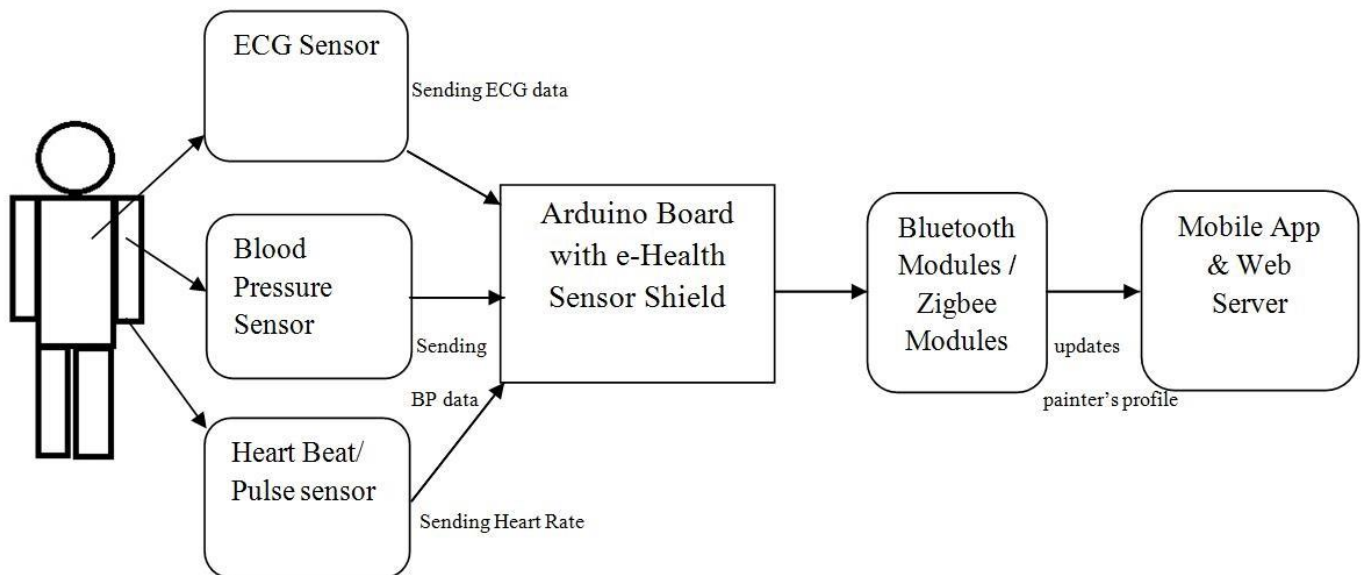 ECG Sensor
Sending ECG data
Blood
Pressure
Sensor
Sending
BP data
Heart Beat/
Pulse sensor
Sending Heart Rate
Arduino Board
with e-Health
Sensor Shield
Bluetooth
Modules /
Zigbee
Modules
updates
painter's profile
Mobile App
& Web
Server